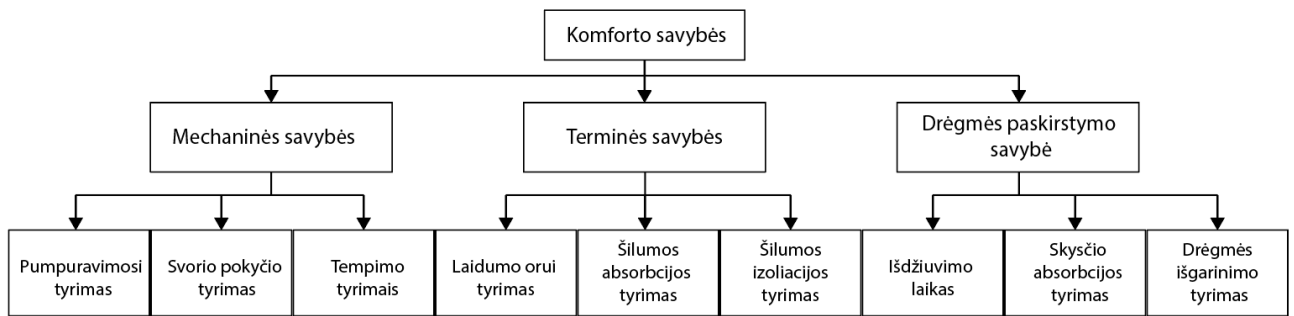 Komforto savybės
Mechaninės savybės
Terminės savybės
Drėgmės paskirstymo
savybė
Pumpuravimosi
tyrimas
Svorio pokyčio
tyrimas
Tempimo
tyrimais
Laidumo orui
tyrimas
Šilumos
absorbcijos
tyrimas
Šilumos
izoliacijos
tyrimas
Išdžiuvimo
laikas
Skysčio
absorbcijos
tyrimas
Drėgmės
išgarinimo
tyrimas